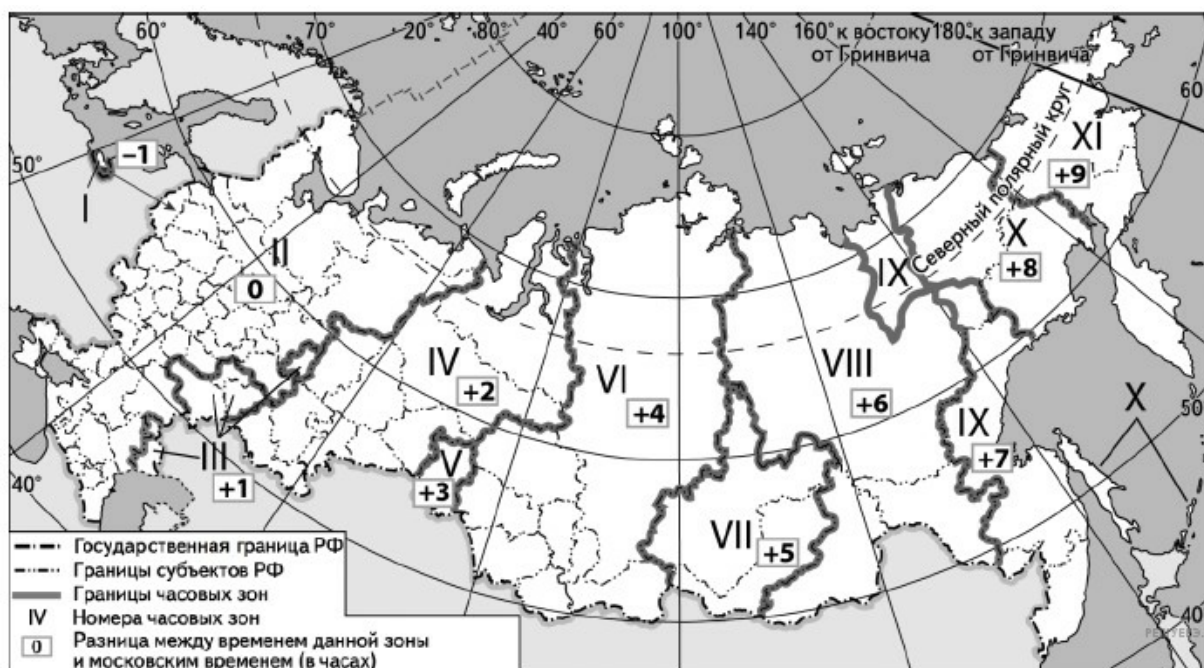 60° 70° 80° 20° 40° 60° 80° 100° 120° 140° 160° к востоку 180° к западу
от Гринвича от Гринвича
60°
50°
-1
I
II
0
Северный полярный круг
XI
+9
X
+8
IX
IV
+2
VI
+4
VIII
+6
50°
X
IX
+7
III
+1
V
+3
VII
+5
40°
40°
Государственная граница РФ
Границы субъектов РФ
Границы часовых зон
IV Номера часовых зон
0 Разница между временем данной зоны
и московским временем (в часах)